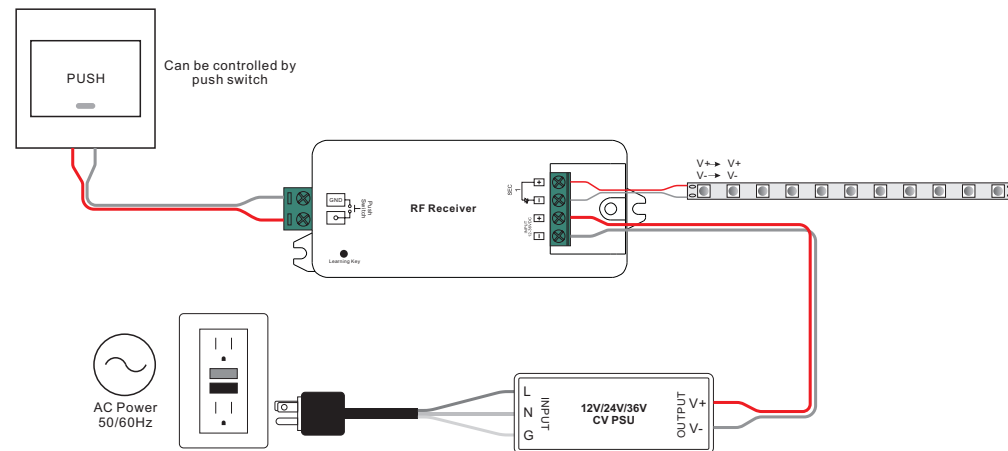 PUSH
Can be controlled by
push switch
GND
Push
Switch
RF Receiver
Learning Key
SEC
1
+
−
+
−
INPUT
V+ → V+
V- → V-
AC Power
50/60Hz
L
N
G
INPUT
12V/24V/36V
CV PSU
OUTPUT
V+
V-